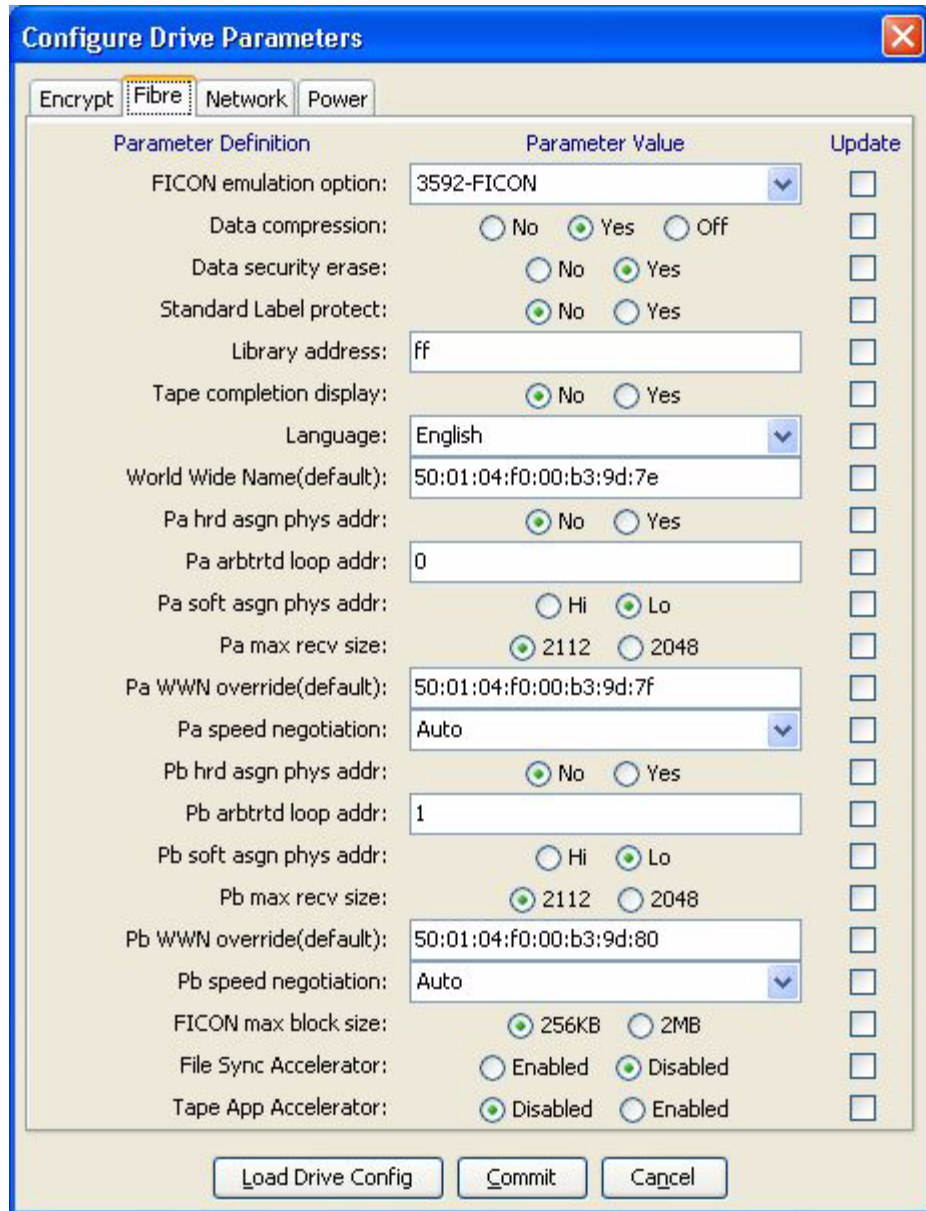 Configure Drive Parameters
Encrypt Fibre Network Power
Parameter Definition Parameter Value Update
FICON emulation option: 3592-FICON
Data compression: No Yes Off
Data security erase: No Yes
Standard Label protect: No Yes
Library address: ff
Tape completion display: No Yes
Language: English
World Wide Name(default): 50:01:04:f0:00:b3:9d:7e
Pa hrd asgn phys addr: No Yes
Pa arbtrtd loop addr: 0
Pa soft asgn phys addr: Hi Lo
Pa max recv size: 2112 2048
Pa WWN override(default): 50:01:04:f0:00:b3:9d:7f
Pa speed negotiation: Auto
Pb hrd asgn phys addr: No Yes
Pb arbtrtd loop addr: 1
Pb soft asgn phys addr: Hi Lo
Pb max recv size: 2112 2048
Pb WWN override(default): 50:01:04:f0:00:b3:9d:80
Pb speed negotiation: Auto
FICON max block size: 256KB 2MB
File Sync Accelerator: Enabled Disabled
Tape App Accelerator: Disabled Enabled
Load Drive Config Commit Cancel